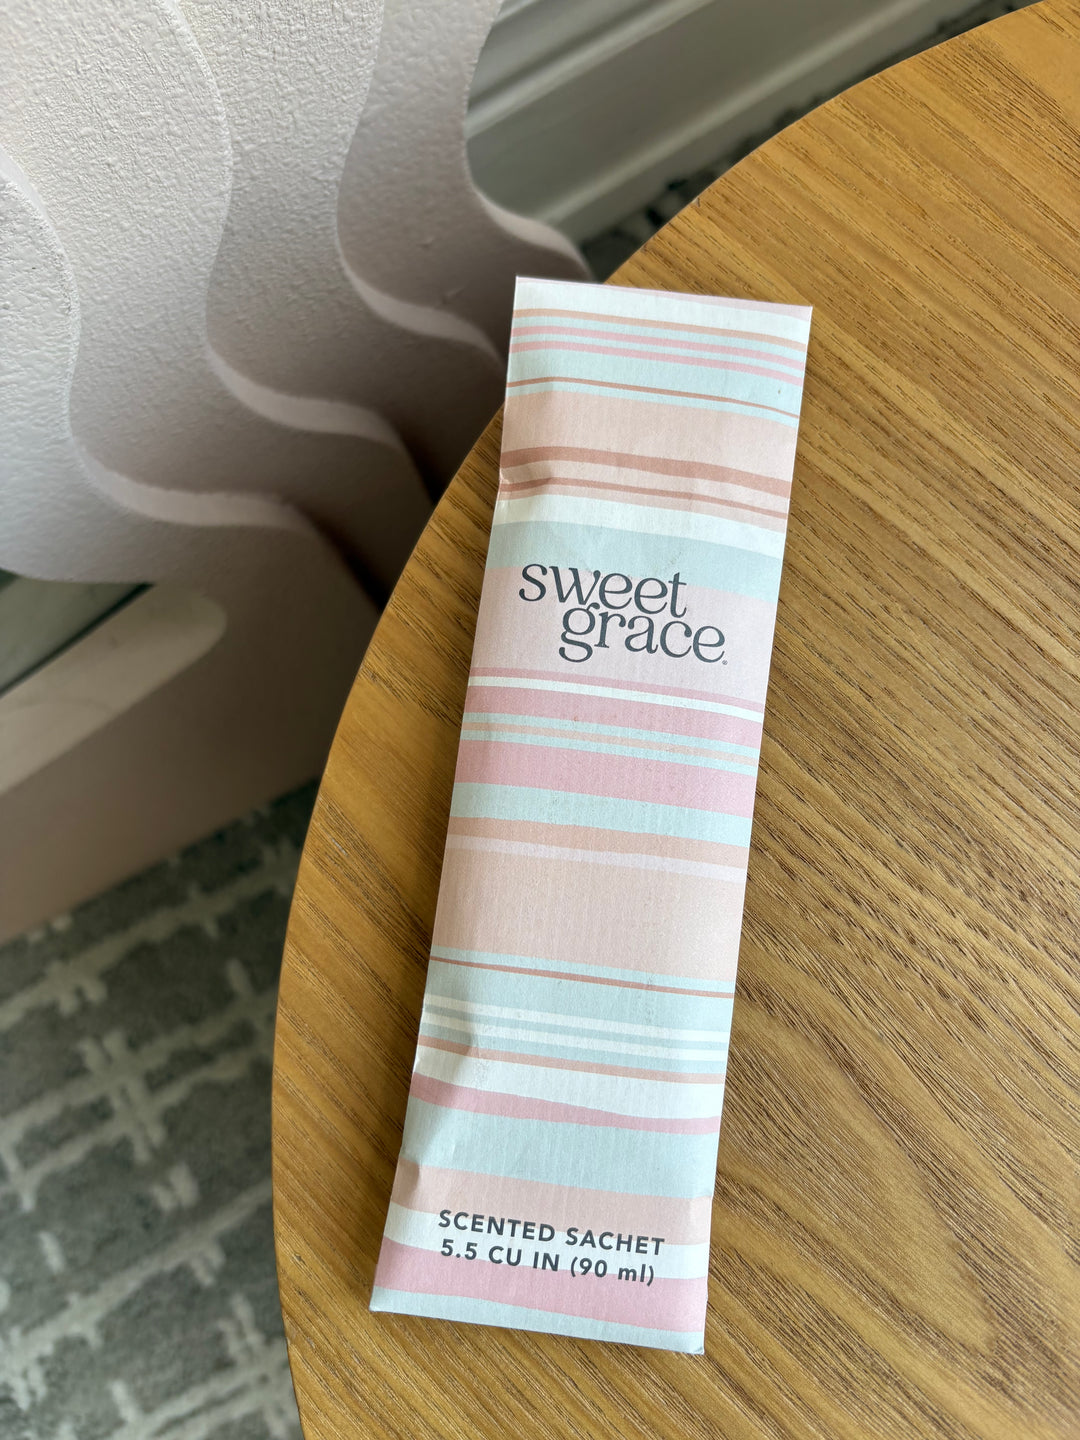 sweet
grace®
SCENTED SACHET
5.5 CU IN (90 ml)